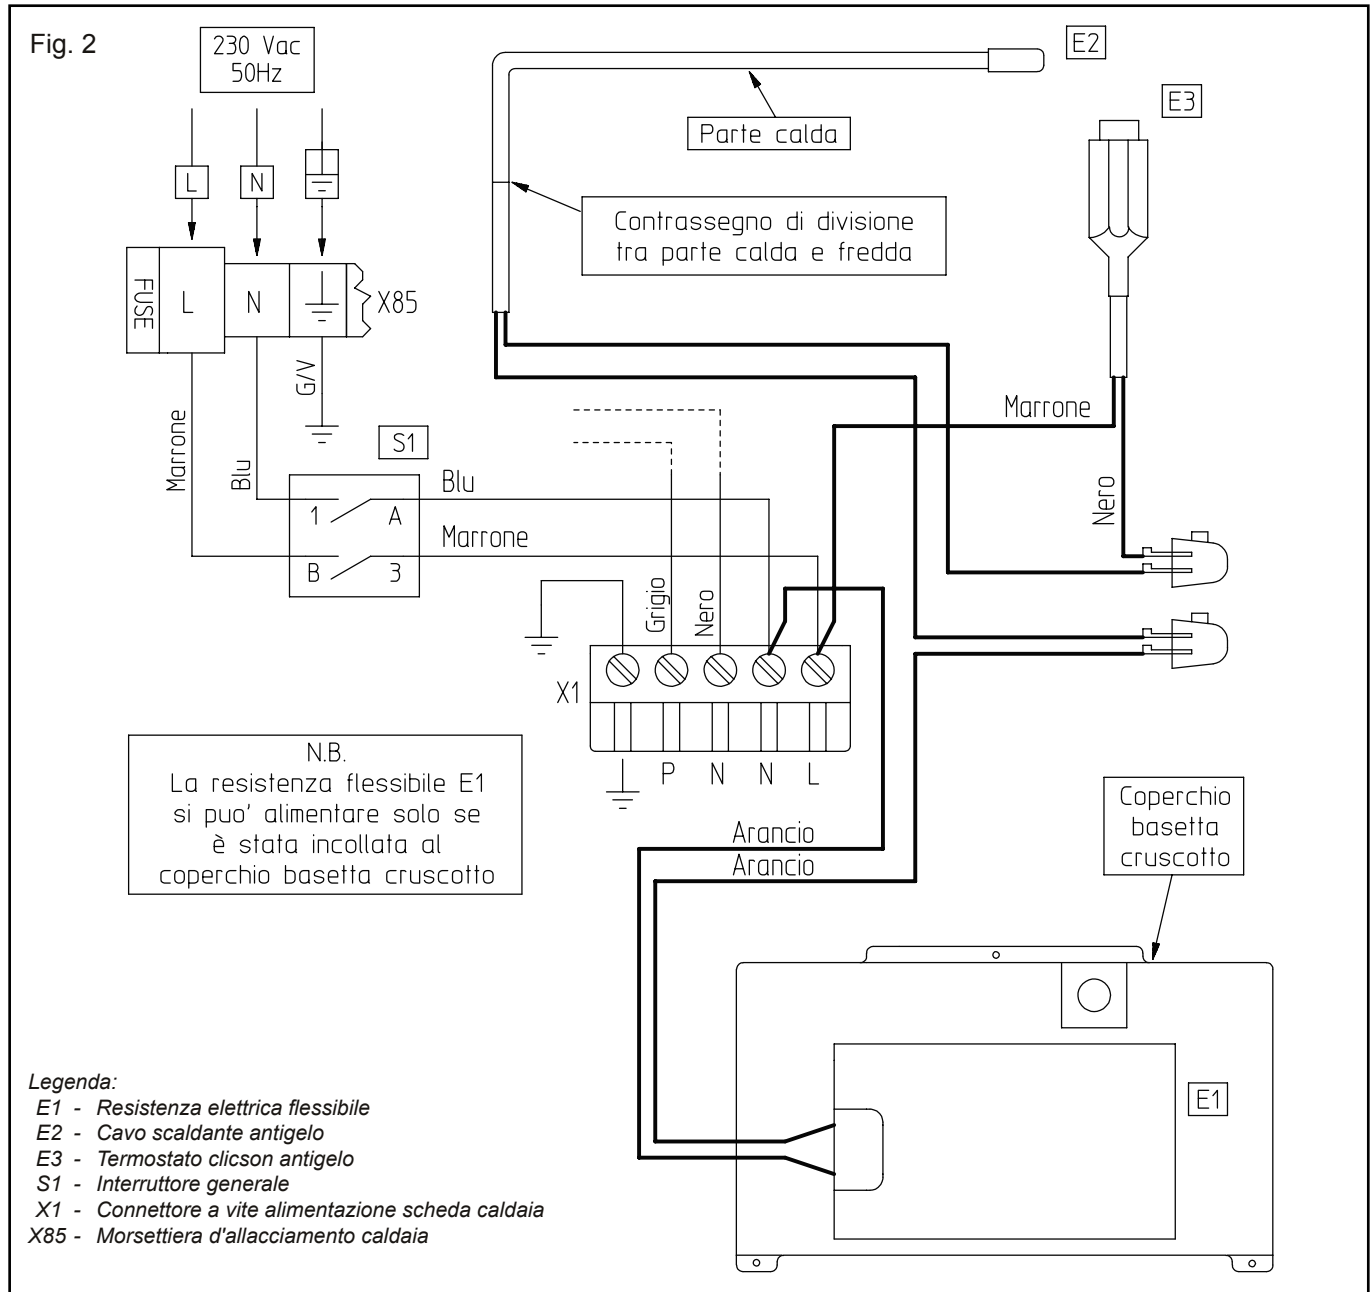 Fig. 2
230 Vac
50Hz
E2
E3
Parte calda
L
N
Contrassegno di divisione
tra parte calda e fredda
FUSE
L
N
X85
G/V
Marrone
Marrone
Blu
S1
Nero
1
A
Blu
B
3
Marrone
Grigio
Nero
X1
P
N
N
L
N.B.
La resistenza flessibile E1
si puo' alimentare solo se
è stata incollata al
coperchio basetta cruscotto
Coperchio
basetta
cruscotto
Arancio
Arancio
E1
Legenda:
E1 - Resistenza elettrica flessibile
E2 - Cavo scaldante antigelo
E3 - Termostato clicson antigelo
S1 - Interruttore generale
X1 - Connettore a vite alimentazione scheda caldaia
X85 - Morsettiera d'allacciamento caldaia